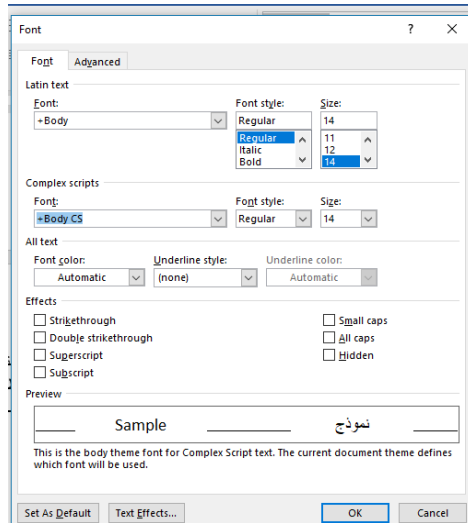 Font ? ✕
Font Advanced
Latin text
Font: Font style: Size:
+Body Regular 14
Regular 11
Italic 12
Bold 14
Complex scripts
Font: Font style: Size:
+Body CS Regular 14
All text
Font color: Underline style: Underline color:
Automatic (none) Automatic
Effects
Strikethrough Small caps
Double strikethrough All caps
Superscript Hidden
Subscript
Preview
Sample نموذج
This is the body theme font for Complex Script text. The current document theme defines
which font will be used.
Set As Default Text Effects... OK Cancel